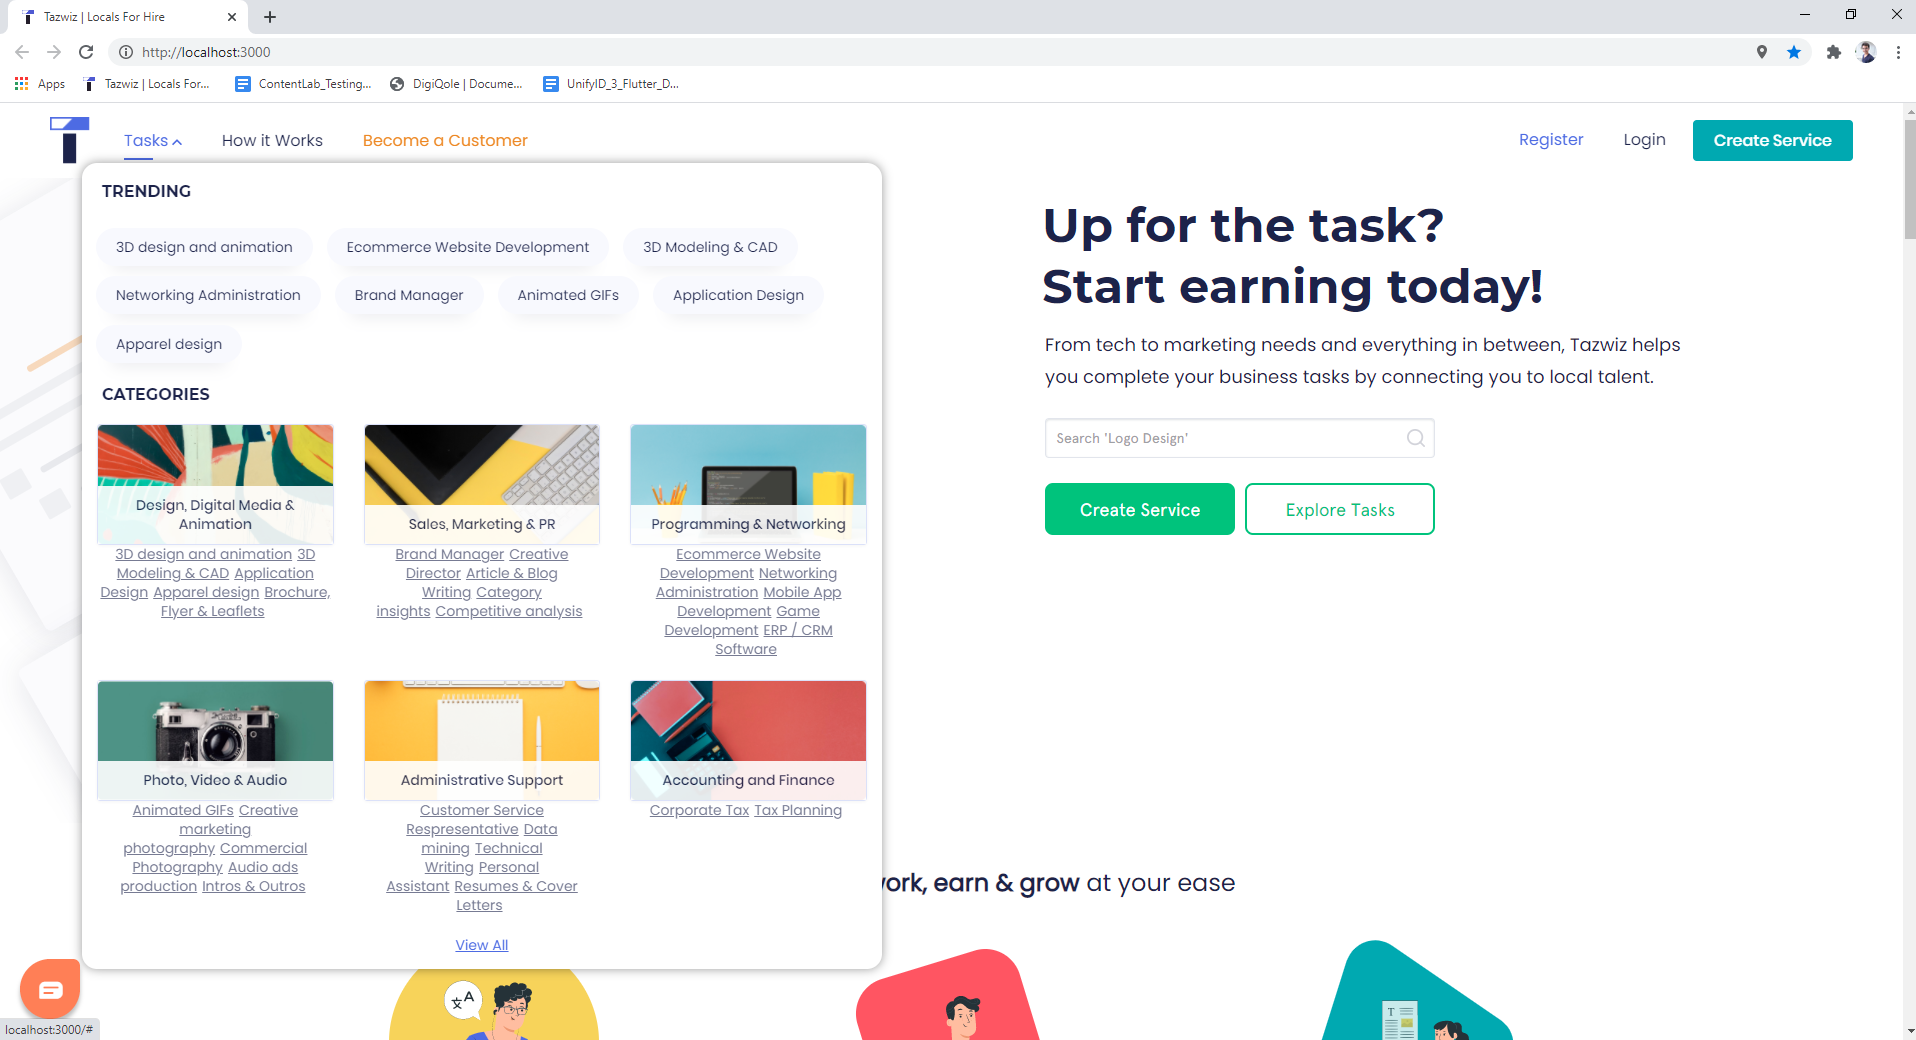 Tazwiz | Locals For Hire
http://localhost:3000
Apps
Tazwiz | Locals For...
ContentLab_Testing...
DigiQole | Docume...
UnifyID_3_Flutter_D...
T
Tasks
How it Works
Become a Customer
Register
Login
Create Service
TRENDING
3D design and animation
Ecommerce Website Development
3D Modeling & CAD
Networking Administration
Brand Manager
Animated GIFs
Application Design
Apparel design
CATEGORIES
Design, Digital Media &
Animation
3D design and animation 3D
Modeling & CAD Application
Design Apparel design Brochure,
Flyer & Leaflets
Sales, Marketing & PR
Brand Manager Creative
Director Article & Blog
Writing Category
insights Competitive analysis
Programming & Networking
Ecommerce Website
Development Networking
Administration Mobile App
Development Game
Development ERP / CRM
Software
Photo, Video & Audio
Animated GIFs Creative
marketing
photography Commercial
Photography Audio ads
production Intros & Outros
Administrative Support
Customer Service
Respresentative Data
mining Technical
Writing Personal
Assistant Resumes & Cover
Letters
Accounting and Finance
Corporate Tax Tax Planning
View All
Up for the task?
Start earning today!
From tech to marketing needs and everything in between, Tazwiz helps
you complete your business tasks by connecting you to local talent.
Search 'Logo Design'
Create Service
Explore Tasks
work, earn & grow at your ease
文A
T
localhost:3000/#